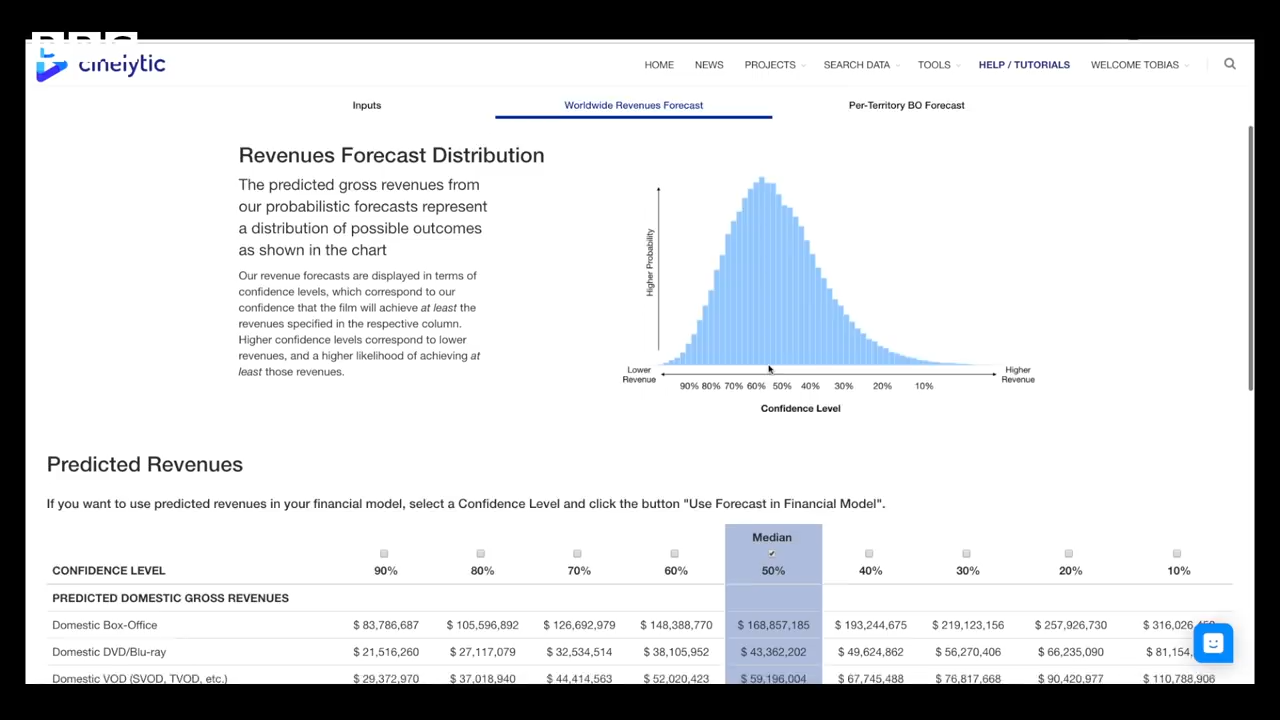 cinelytic
HOME NEWS PROJECTS SEARCH DATA TOOLS HELP / TUTORIALS WELCOME TOBIAS
Inputs Worldwide Revenues Forecast Per-Territory BO Forecast
Revenues Forecast Distribution
The predicted gross revenues from
our probabilistic forecasts represent
a distribution of possible outcomes
as shown in the chart
Our revenue forecasts are displayed in terms of
confidence levels, which correspond to our
confidence that the film will achieve at least the
revenues specified in the respective column.
Higher confidence levels correspond to lower
revenues, and a higher likelihood of achieving at
least those revenues.
Higher Probability
Lower
Revenue
Higher
Revenue
90% 80% 70% 60% 50% 40% 30% 20% 10%
Confidence Level
Predicted Revenues
If you want to use predicted revenues in your financial model, select a Confidence Level and click the button "Use Forecast in Financial Model".
Median
CONFIDENCE LEVEL 90% 80% 70% 60% 50% 40% 30% 20% 10%
PREDICTED DOMESTIC GROSS REVENUES
Domestic Box-Office $ 83,786,687 $ 105,596,892 $ 126,692,979 $ 148,388,770 $ 168,857,185 $ 193,244,675 $ 219,123,156 $ 257,926,730 $ 316,026,
Domestic DVD/Blu-ray $ 21,516,260 $ 27,117,079 $ 32,534,514 $ 38,105,952 $ 43,362,202 $ 49,624,862 $ 56,270,406 $ 66,235,090 $ 81,154,
Domestic VOD (SVOD, TVOD, etc.) $ 29,372,970 $ 37,018,940 $ 44,414,563 $ 52,020,423 $ 59,196,004 $ 67,745,488 $ 76,817,668 $ 90,420,977 $ 110,788,906